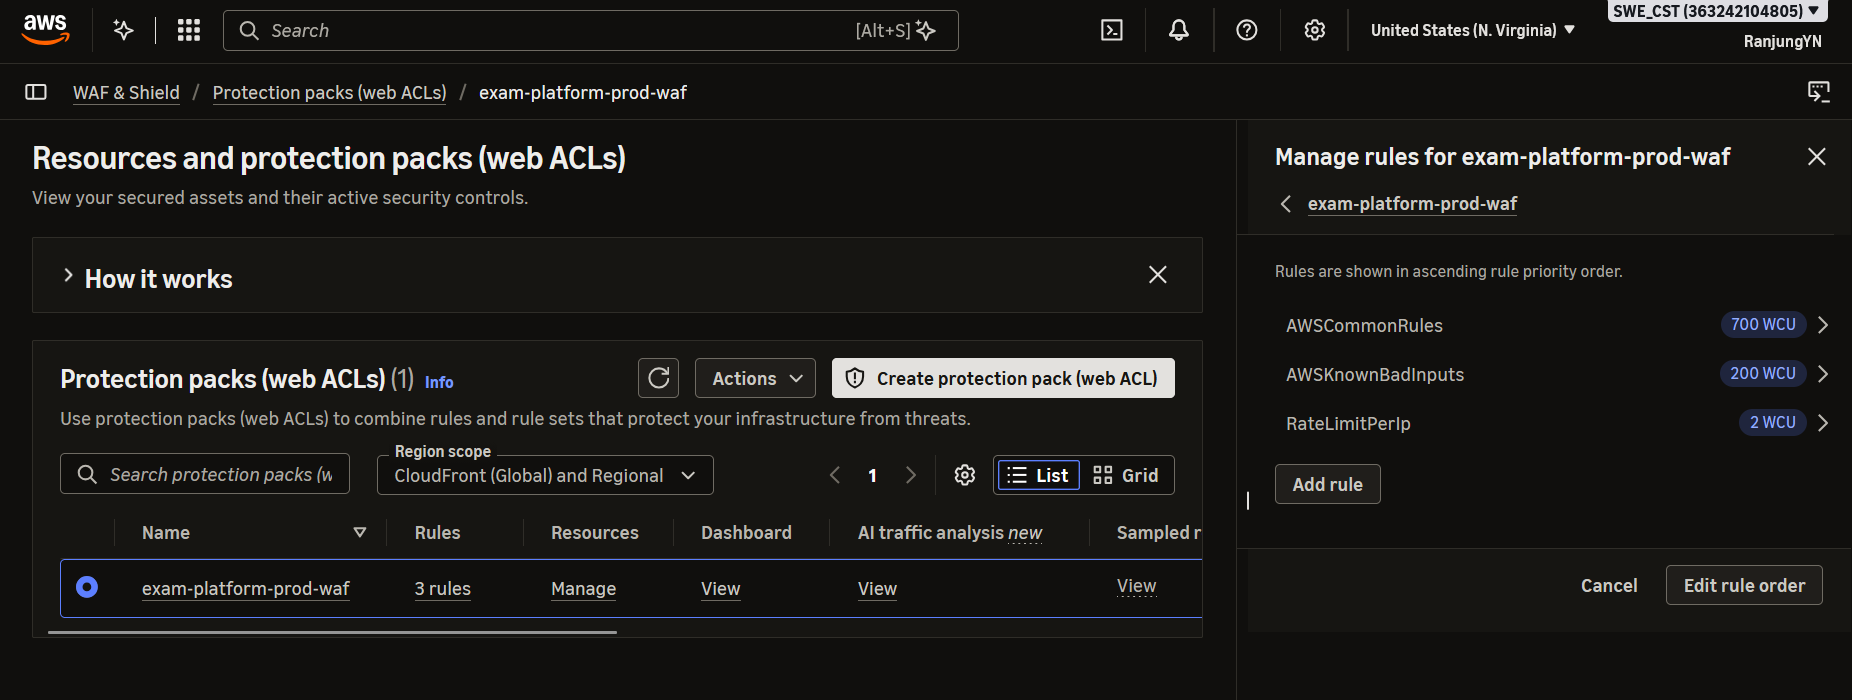 aws
Search
[Alt+S]
United States (N. Virginia)
SWE_CST (363242104805)
RanjungYN
WAF & Shield / Protection packs (web ACLs) / exam-platform-prod-waf
Resources and protection packs (web ACLs)
View your secured assets and their active security controls.
How it works
Protection packs (web ACLs) (1) Info
Actions
Create protection pack (web ACL)
Use protection packs (web ACLs) to combine rules and rule sets that protect your infrastructure from threats.
Search protection packs (w
Region scope
CloudFront (Global) and Regional
1
List
Grid
Name Rules Resources Dashboard AI traffic analysis new Sampled r
exam-platform-prod-waf 3 rules Manage View View View
Manage rules for exam-platform-prod-waf
exam-platform-prod-waf
Rules are shown in ascending rule priority order.
AWSCommonRules 700 WCU
AWSKnownBadInputs 200 WCU
RateLimitPerIp 2 WCU
Add rule
Cancel
Edit rule order